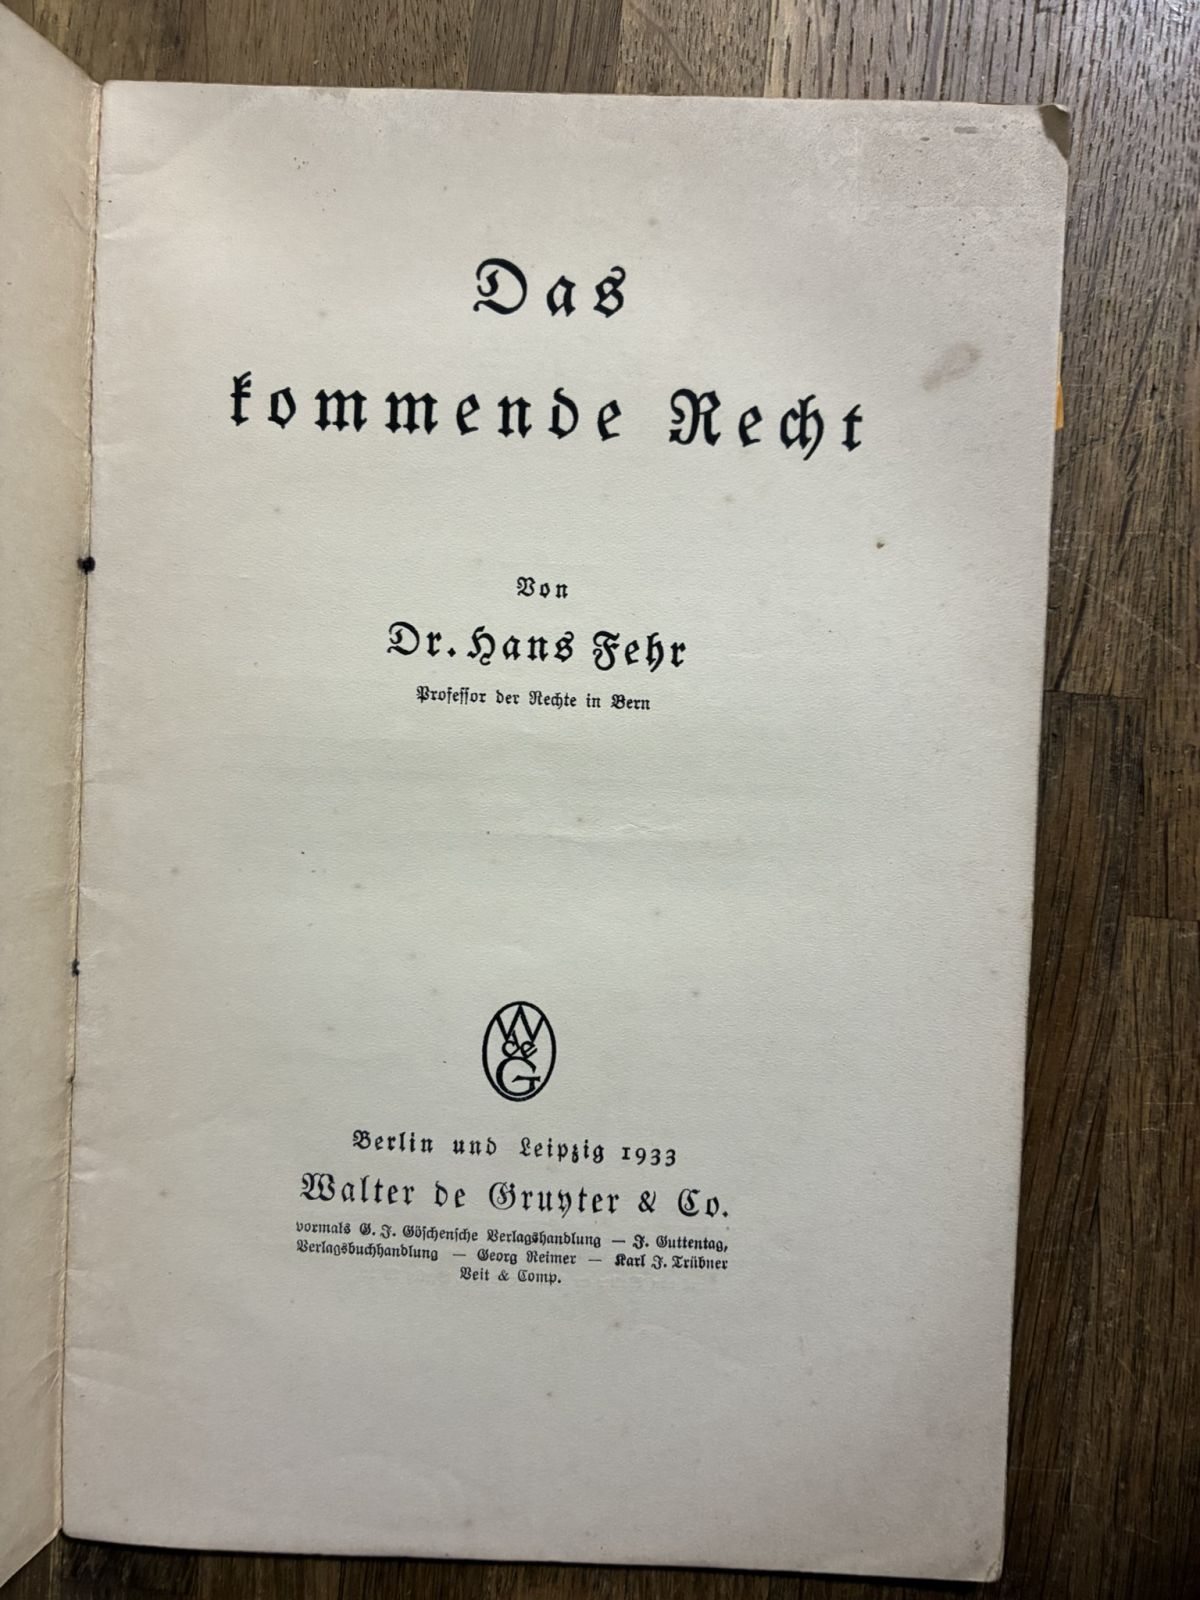 Das
kommende Recht
Von
Dr. Hans Fehr
Professor der Rechte in Bern
W
de
G
Berlin und Leipzig 1933
Walter de Gruyter & Co.
vormals G. J. Göschensche Verlagshandlung — J. Guttentag,
Verlagsbuchhandlung — Georg Reimer — Karl J. Trübner
Veit & Comp.